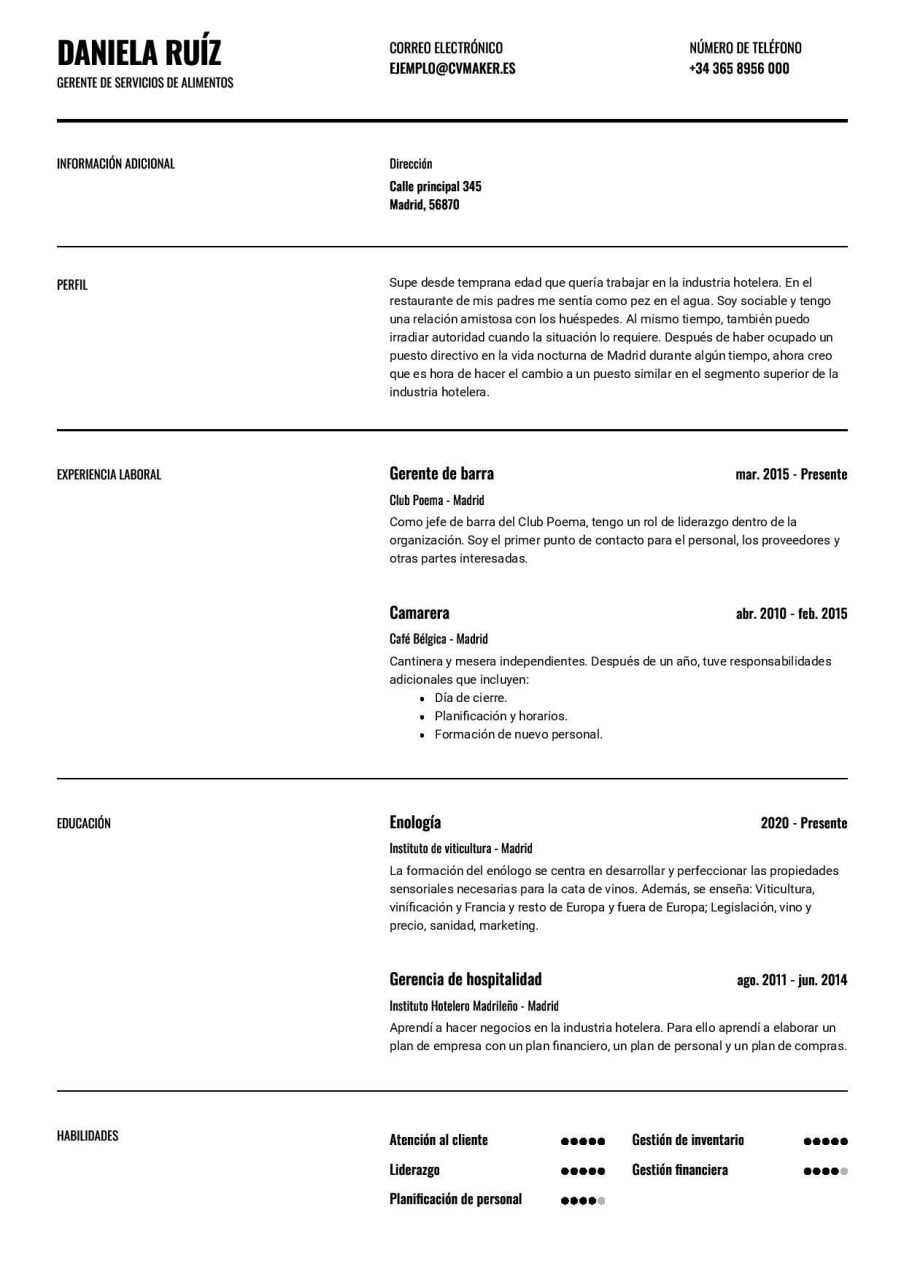 DANIELA RUÍZ
GERENTE DE SERVICIOS DE ALIMENTOS
CORREO ELECTRÓNICO
EJEMPLO@CVMAKER.ES
NÚMERO DE TELÉFONO
+34 365 8956 000
INFORMACIÓN ADICIONAL
Dirección
Calle principal 345
Madrid, 56870
PERFIL
Supe desde temprana edad que quería trabajar en la industria hotelera. En el
restaurante de mis padres me sentía como pez en el agua. Soy sociable y tengo
una relación amistosa con los huéspedes. Al mismo tiempo, también puedo
irradiar autoridad cuando la situación lo requiere. Después de haber ocupado un
puesto directivo en la vida nocturna de Madrid durante algún tiempo, ahora creo
que es hora de hacer el cambio a un puesto similar en el segmento superior de la
industria hotelera.
EXPERIENCIA LABORAL
Gerente de barra mar. 2015 - Presente
Club Poema - Madrid
Como jefe de barra del Club Poema, tengo un rol de liderazgo dentro de la
organización. Soy el primer punto de contacto para el personal, los proveedores y
otras partes interesadas.
Camarera abr. 2010 - feb. 2015
Café Bélgica - Madrid
Cantinera y mesera independientes. Después de un año, tuve responsabilidades
adicionales que incluyen:
• Día de cierre.
• Planificación y horarios.
• Formación de nuevo personal.
EDUCACIÓN
Enología 2020 - Presente
Instituto de viticultura - Madrid
La formación del enólogo se centra en desarrollar y perfeccionar las propiedades
sensoriales necesarias para la cata de vinos. Además, se enseña: Viticultura,
vinificación y Francia y resto de Europa y fuera de Europa; Legislación, vino y
precio, sanidad, marketing.
Gerencia de hospitalidad ago. 2011 - jun. 2014
Instituto Hotelero Madrileño - Madrid
Aprendí a hacer negocios en la industria hotelera. Para ello aprendí a elaborar un
plan de empresa con un plan financiero, un plan de personal y un plan de compras.
HABILIDADES
Atención al cliente
Gestión de inventario
Liderazgo
Gestión financiera
Planificación de personal